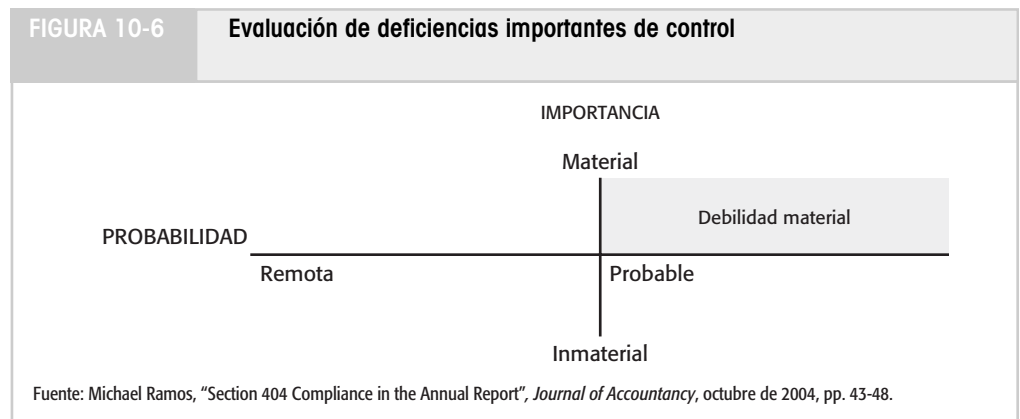 FIGURA 10-6
Evaluación de deficiencias importantes de control
IMPORTANCIA
Material
Debilidad material
PROBABILIDAD
Remota
Probable
Inmaterial
Fuente: Michael Ramos, “Section 404 Compliance in the Annual Report”, Journal of Accountancy, octubre de 2004, pp. 43-48.